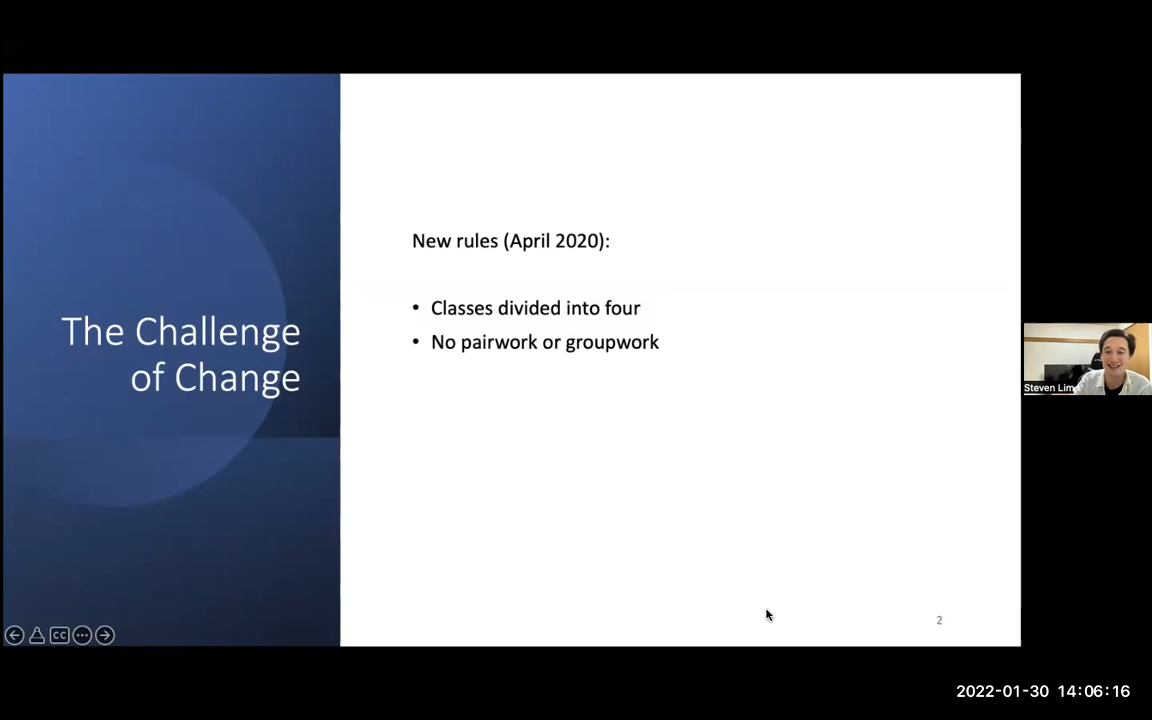 The Challenge
of Change
New rules (April 2020):
• Classes divided into four
• No pairwork or groupwork
2
CC
Steven Lim
2022-01-30 14:06:16